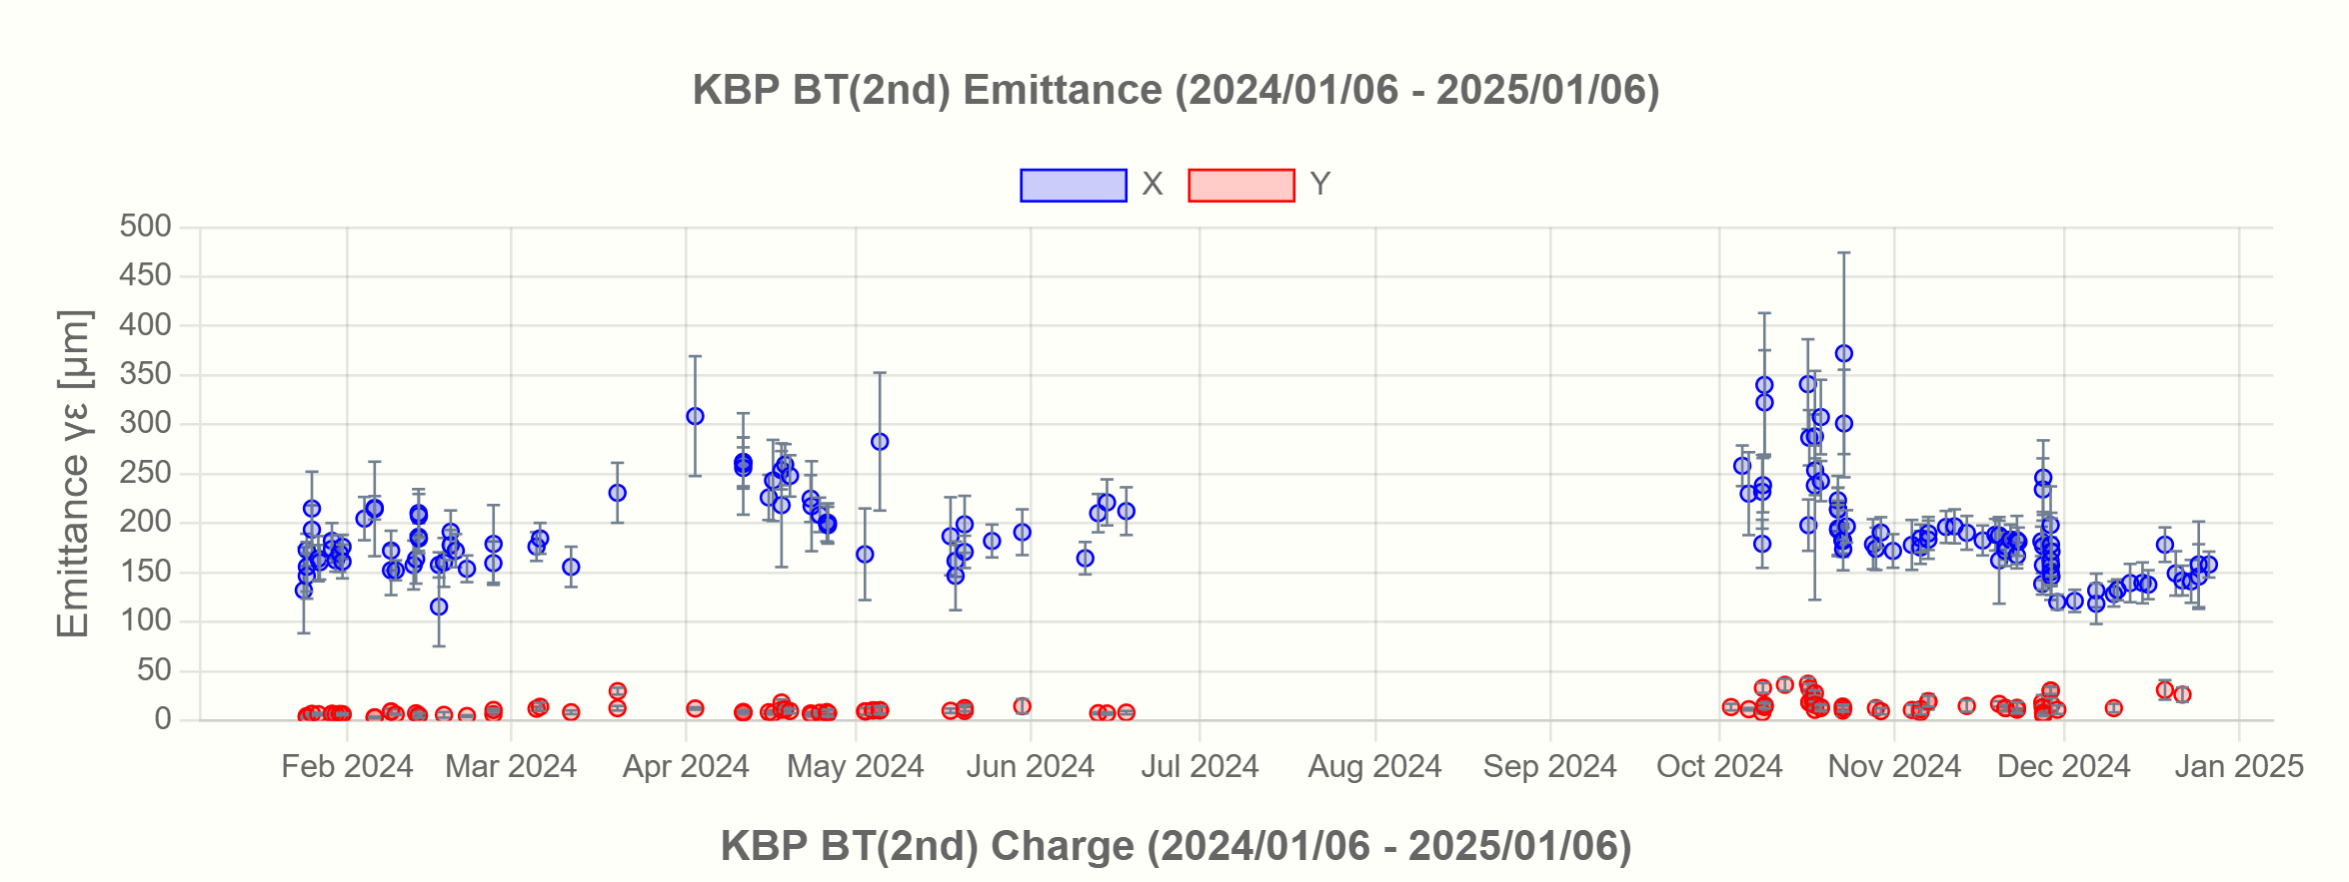 KBP BT(2nd) Emittance (2024/01/06 - 2025/01/06)
X Y
Emittance γε [μm]
500
450
400
350
300
250
200
150
100
50
0
Feb 2024 Mar 2024 Apr 2024 May 2024 Jun 2024 Jul 2024 Aug 2024 Sep 2024 Oct 2024 Nov 2024 Dec 2024 Jan 2025
KBP BT(2nd) Charge (2024/01/06 - 2025/01/06)